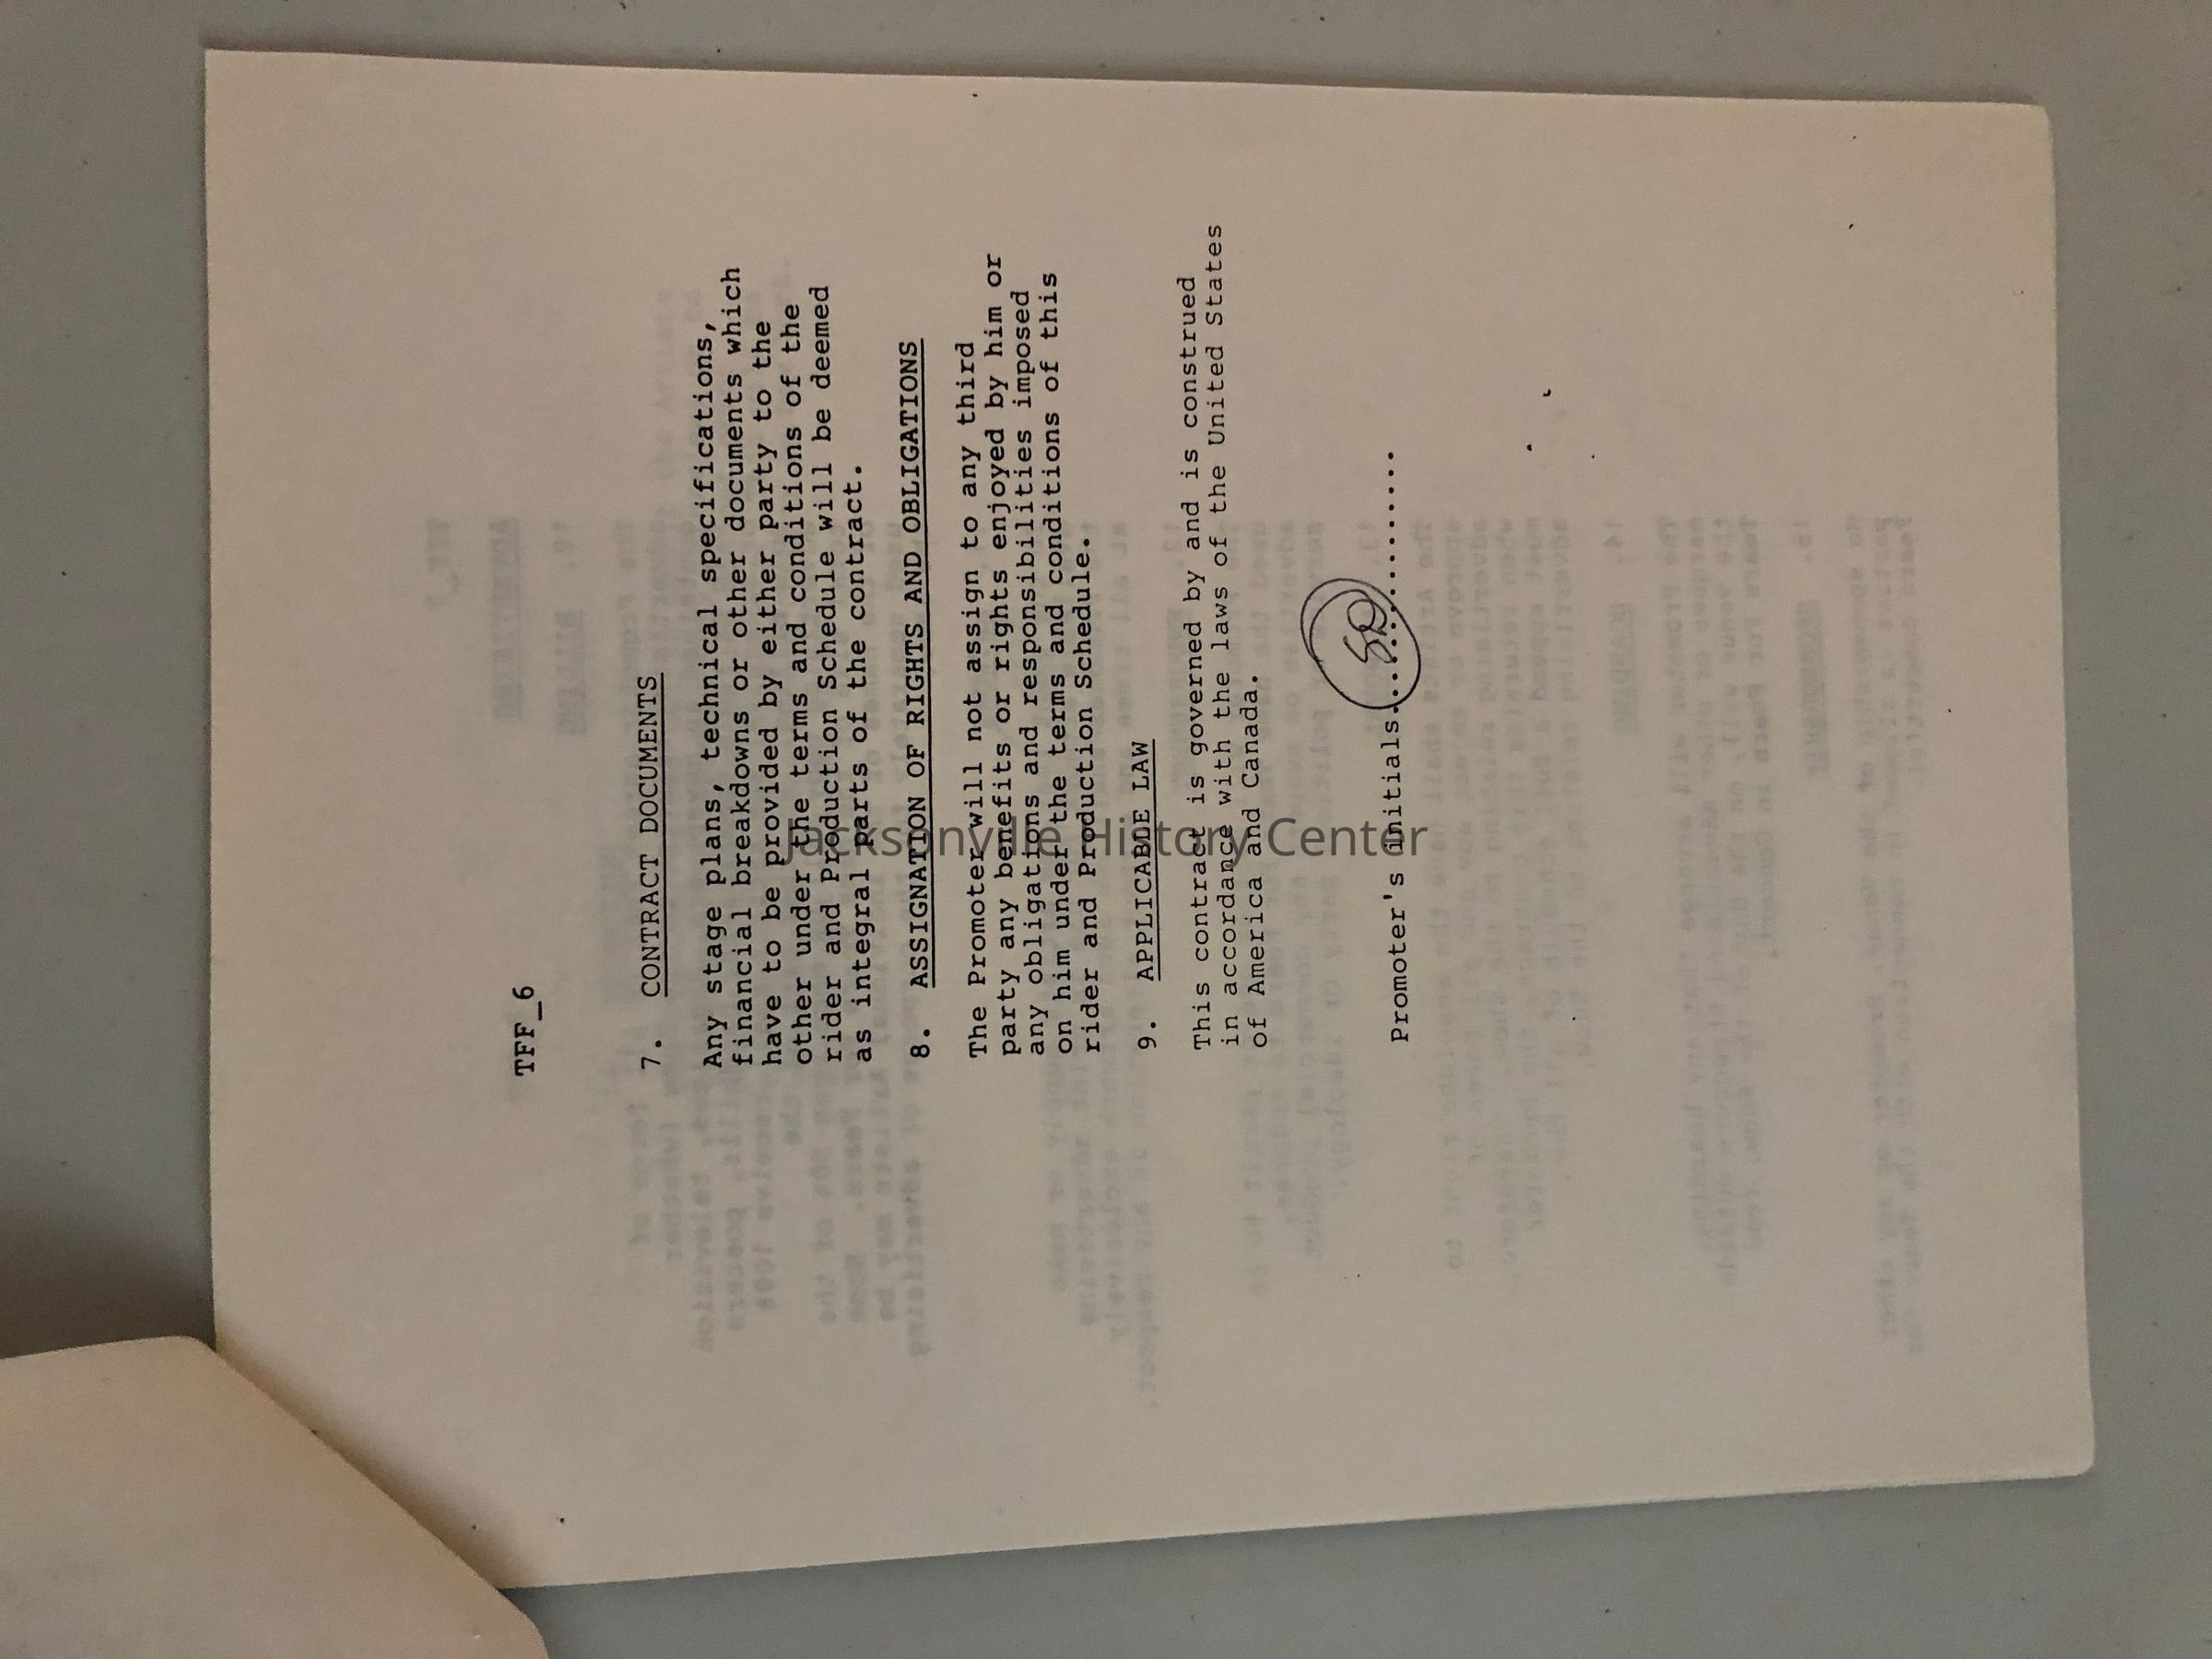 TFF_6
7. CONTRACT DOCUMENTS
Any stage plans, technical specifications,
financial breakdowns or other documents which
have to be provided by either party to the
other under the terms and conditions of the
rider and Production Schedule will be deemed
as integral parts of the contract.
8. ASSIGNATION OF RIGHTS AND OBLIGATIONS
The Promoter will not assign to any third
party any benefits or rights enjoyed by him or
any obligations and responsibilities imposed
on him under the terms and conditions of this
rider and Production Schedule.
9. APPLICABLE LAW
This contract is governed by and is construed
in accordance with the laws of the United States
of America and Canada.
Promoter's initials....................
Jacksonville History Center